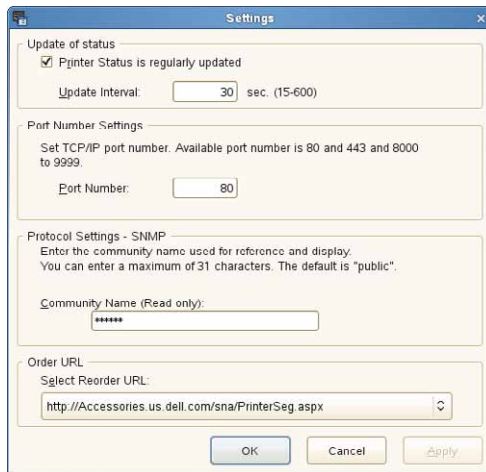 Settings
Update of status
Printer Status is regularly updated
Update Interval: 30 sec. (15-600)
Port Number Settings
Set TCP/IP port number. Available port number is 80 and 443 and 8000
to 9999.
Port Number: 80
Protocol Settings - SNMP
Enter the community name used for reference and display.
You can enter a maximum of 31 characters. The default is "public".
Community Name (Read only):
******
Order URL
Select Reorder URL:
http://Accessories.us.dell.com/sna/PrinterSeg.aspx
OK Cancel Apply